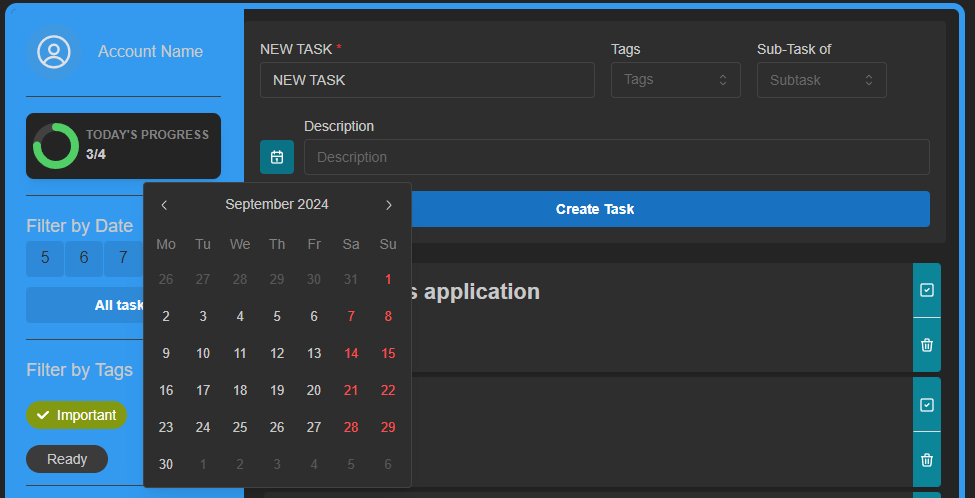 Account Name
TODAY'S PROGRESS
3/4
Filter by Date
5 6 7
All task
Filter by Tags
Important
Ready
NEW TASK *
NEW TASK
Tags
Tags
Sub-Task of
Subtask
Description
Description
Create Task
September 2024
Mo Tu We Th Fr Sa Su
26 27 28 29 30 31 1
2 3 4 5 6 7 8
9 10 11 12 13 14 15
16 17 18 19 20 21 22
23 24 25 26 27 28 29
30 1 2 3 4 5 6
s application